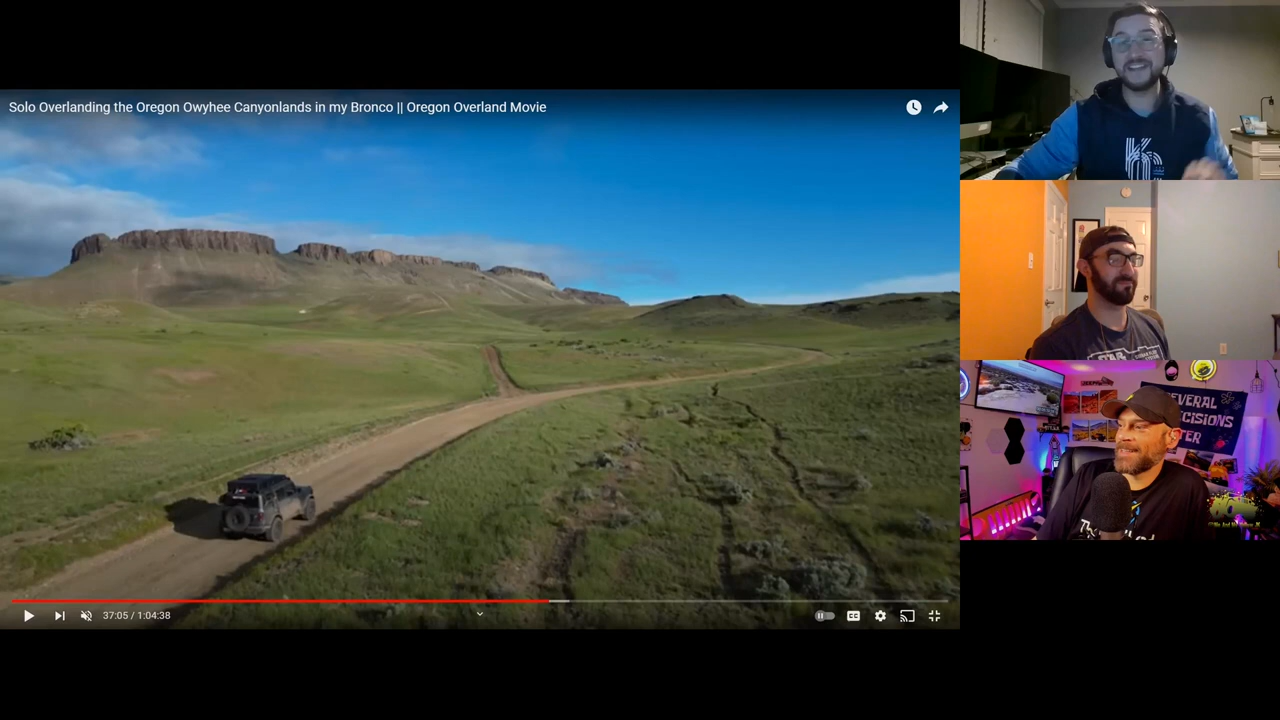 Solo Overlanding the Oregon Owyhee Canyonlands in my Bronco || Oregon Overland Movie
37:05 / 1:04:38
CC
SEVERAL
DECISIONS